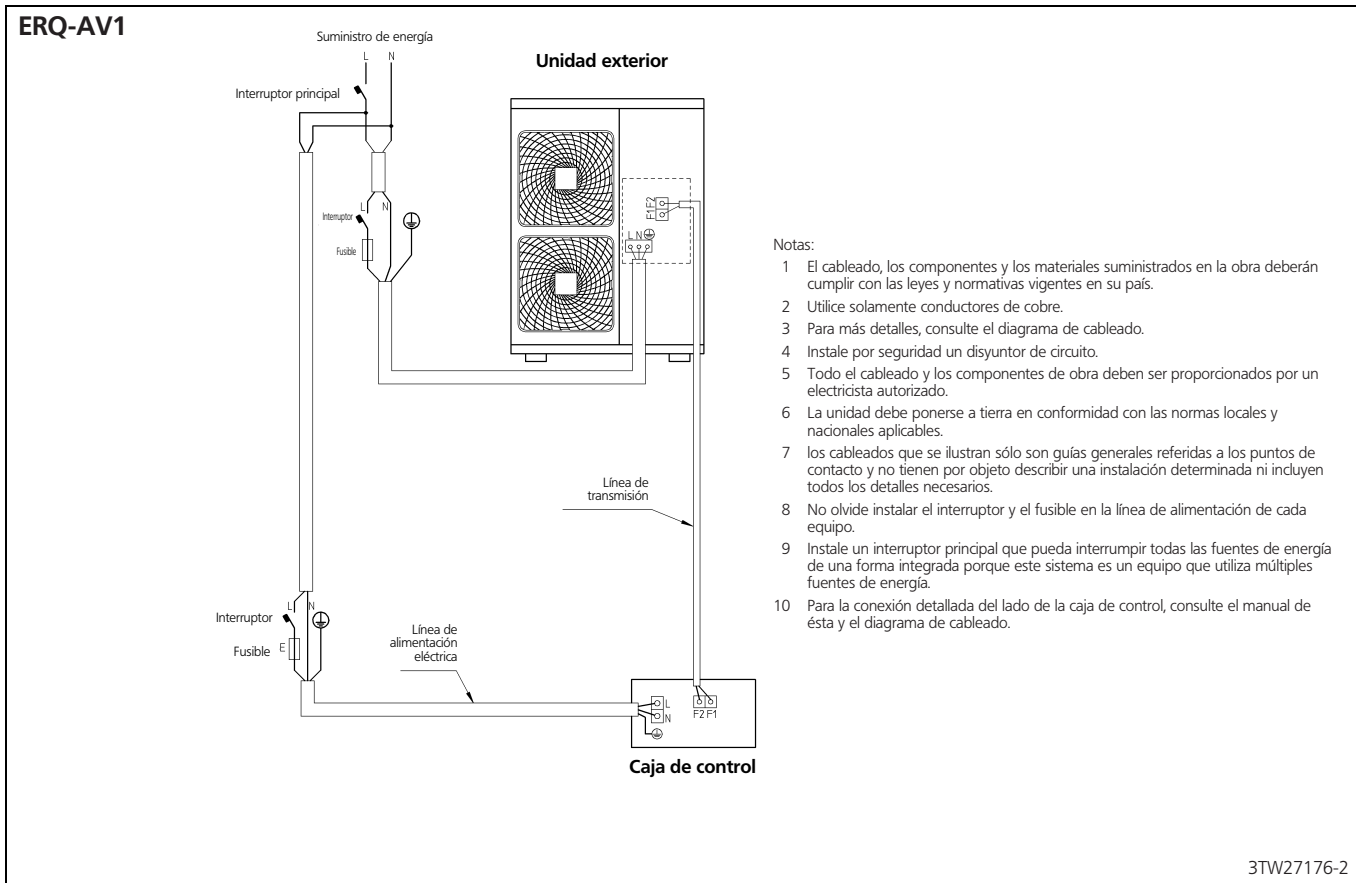 ERQ-AV1
Suministro de energía
L N
Interruptor principal
Unidad exterior
F1 F2
L N
L N
Interruptor
Fusible
Línea de
transmisión
L N
Interruptor
Fusible E
Línea de
alimentación
eléctrica
L
N
F2 F1
Caja de control
Notas:
1 El cableado, los componentes y los materiales suministrados en la obra deberán
cumplir con las leyes y normativas vigentes en su país.
2 Utilice solamente conductores de cobre.
3 Para más detalles, consulte el diagrama de cableado.
4 Instale por seguridad un disyuntor de circuito.
5 Todo el cableado y los componentes de obra deben ser proporcionados por un
electricista autorizado.
6 La unidad debe ponerse a tierra en conformidad con las normas locales y
nacionales aplicables.
7 los cableados que se ilustran sólo son guías generales referidas a los puntos de
contacto y no tienen por objeto describir una instalación determinada ni incluyen
todos los detalles necesarios.
8 No olvide instalar el interruptor y el fusible en la línea de alimentación de cada
equipo.
9 Instale un interruptor principal que pueda interrumpir todas las fuentes de energía
de una forma integrada porque este sistema es un equipo que utiliza múltiples
fuentes de energía.
10 Para la conexión detallada del lado de la caja de control, consulte el manual de
ésta y el diagrama de cableado.
3TW27176-2